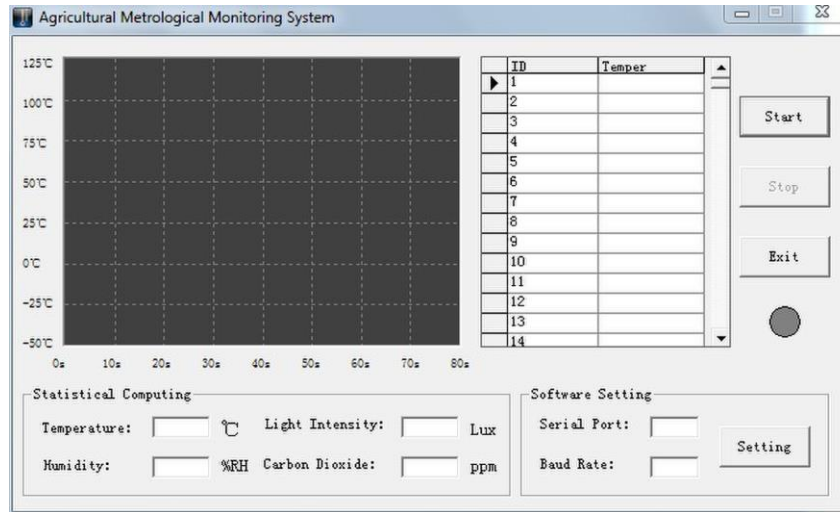 Agricultural Metrological Monitoring System
125℃
100℃
75℃
50℃
25℃
0℃
-25℃
-50℃
0s 10s 20s 30s 40s 50s 60s 70s 80s
ID Temper
1
2
3
4
5
6
7
8
9
10
11
12
13
14
Start
Stop
Exit
Statistical Computing
Temperature: ℃ Light Intensity: Lux
Humidity: %RH Carbon Dioxide: ppm
Software Setting
Serial Port:
Baud Rate:
Setting